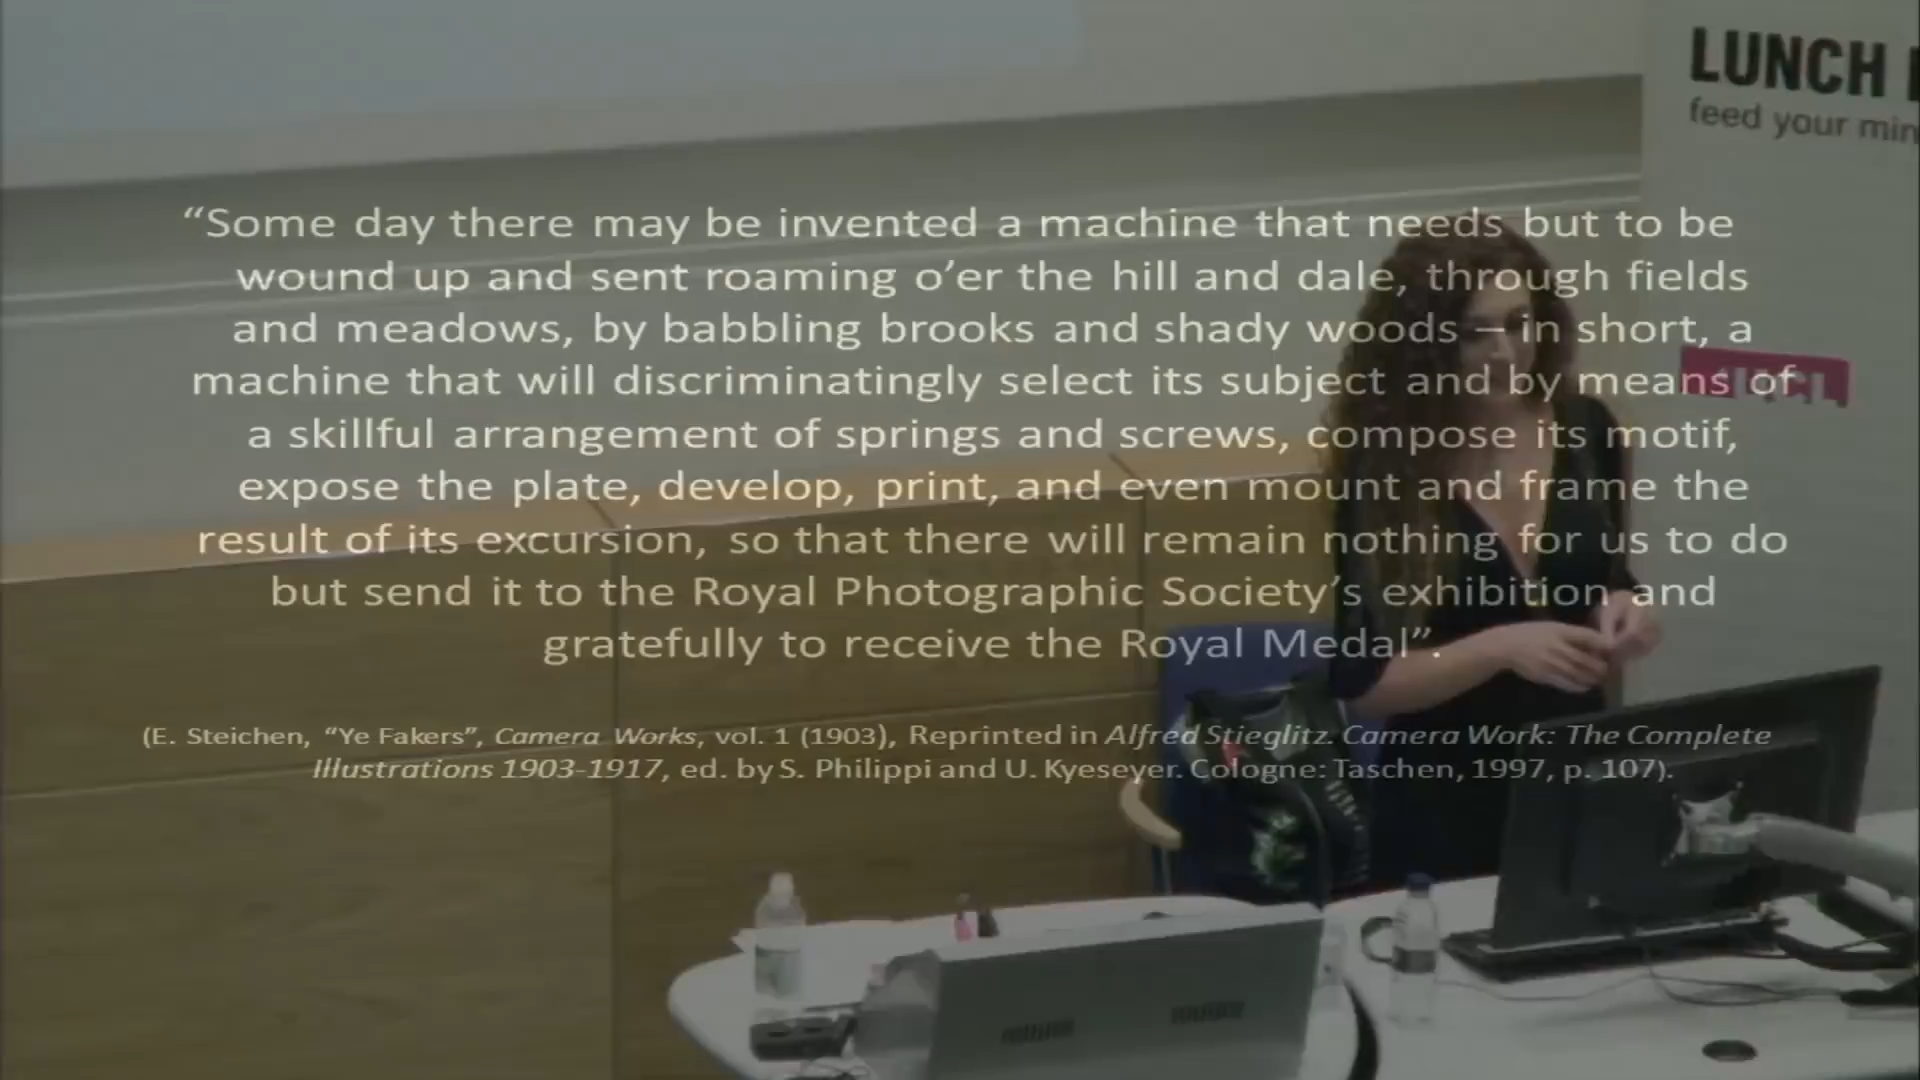 LUNCH
feed your min
“Some day there may be invented a machine that needs but to be
wound up and sent roaming o’er the hill and dale, through fields
and meadows, by babbling brooks and shady woods – in short, a
machine that will discriminatingly select its subject and by means of
a skillful arrangement of springs and screws, compose its motif,
expose the plate, develop, print, and even mount and frame the
result of its excursion, so that there will remain nothing for us to do
but send it to the Royal Photographic Society’s exhibition and
gratefully to receive the Royal Medal”.
UCL
(E. Steichen, “Ye Fakers”, Camera Works, vol. 1 (1903), Reprinted in Alfred Stieglitz. Camera Work: The Complete
Illustrations 1903-1917, ed. by S. Philippi and U. Kyeseyer. Cologne: Taschen, 1997, p. 107).